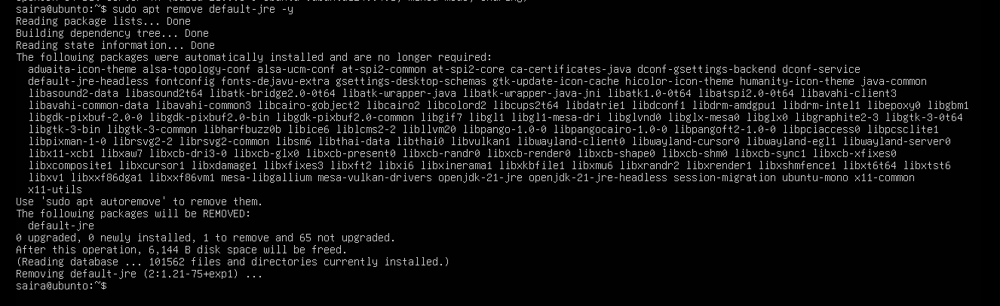 saira@ubunto:~$ sudo apt remove default-jre -y
Reading package lists... Done
Building dependency tree... Done
Reading state information... Done
The following packages were automatically installed and are no longer required:
  adwaita-icon-theme alsa-topology-conf alsa-ucm-conf at-spi2-common at-spi2-core ca-certificates-java dconf-gsettings-backend dconf-service
  default-jre-headless fontconfig fonts-dejavu-extra gsettings-desktop-schemas gtk-update-icon-cache hicolor-icon-theme humanity-icon-theme java-common
  libasound2-data libasound2t64 libatk-bridge2.0-0t64 libatk-wrapper-java libatk-wrapper-java-jni libatk1.0-0t64 libatspi2.0-0t64 libavahi-client3
  libavahi-common-data libavahi-common3 libcairo-gobject2 libcairo2 libcolord2 libcups2t64 libdatrie1 libdconf1 libdrm-amdgpu1 libdrm-intel1 libepoxy0 libgbm1
  libgdk-pixbuf-2.0-0 libgdk-pixbuf2.0-bin libgdk-pixbuf2.0-common libgif7 libgl1 libgl1-mesa-dri libglvnd0 libglx-mesa0 libglx0 libgraphite2-3 libgtk-3-0t64
  libgtk-3-bin libgtk-3-common libharfbuzz0b libice6 liblcms2-2 libllvm20 libpango-1.0-0 libpangocairo-1.0-0 libpangoft2-1.0-0 libpciaccess0 libpcsclite1
  libpixman-1-0 librsvg2-2 librsvg2-common libsm6 libthai-data libthai0 libvulkan1 libwayland-client0 libwayland-cursor0 libwayland-egl1 libwayland-server0
  libx11-xcb1 libxaw7 libxcb-dri3-0 libxcb-glx0 libxcb-present0 libxcb-randr0 libxcb-render0 libxcb-shape0 libxcb-shm0 libxcb-sync1 libxcb-xfixes0
  libxcomposite1 libxcursor1 libxdamage1 libxfixes3 libxft2 libxi6 libxinerama1 libxkbfile1 libxmu6 libxrandr2 libxrender1 libxshmfence1 libxt6t64 libxtst6
  libxv1 libxxf86dga1 libxxf86vm1 mesa-libgallium mesa-vulkan-drivers openjdk-21-jre openjdk-21-jre-headless session-migration ubuntu-mono x11-common
  x11-utils
Use 'sudo apt autoremove' to remove them.
The following packages will be REMOVED:
  default-jre
0 upgraded, 0 newly installed, 1 to remove and 65 not upgraded.
After this operation, 6,144 B disk space will be freed.
(Reading database ... 101562 files and directories currently installed.)
Removing default-jre (2:1.21-75+exp1) ...
saira@ubunto:~$